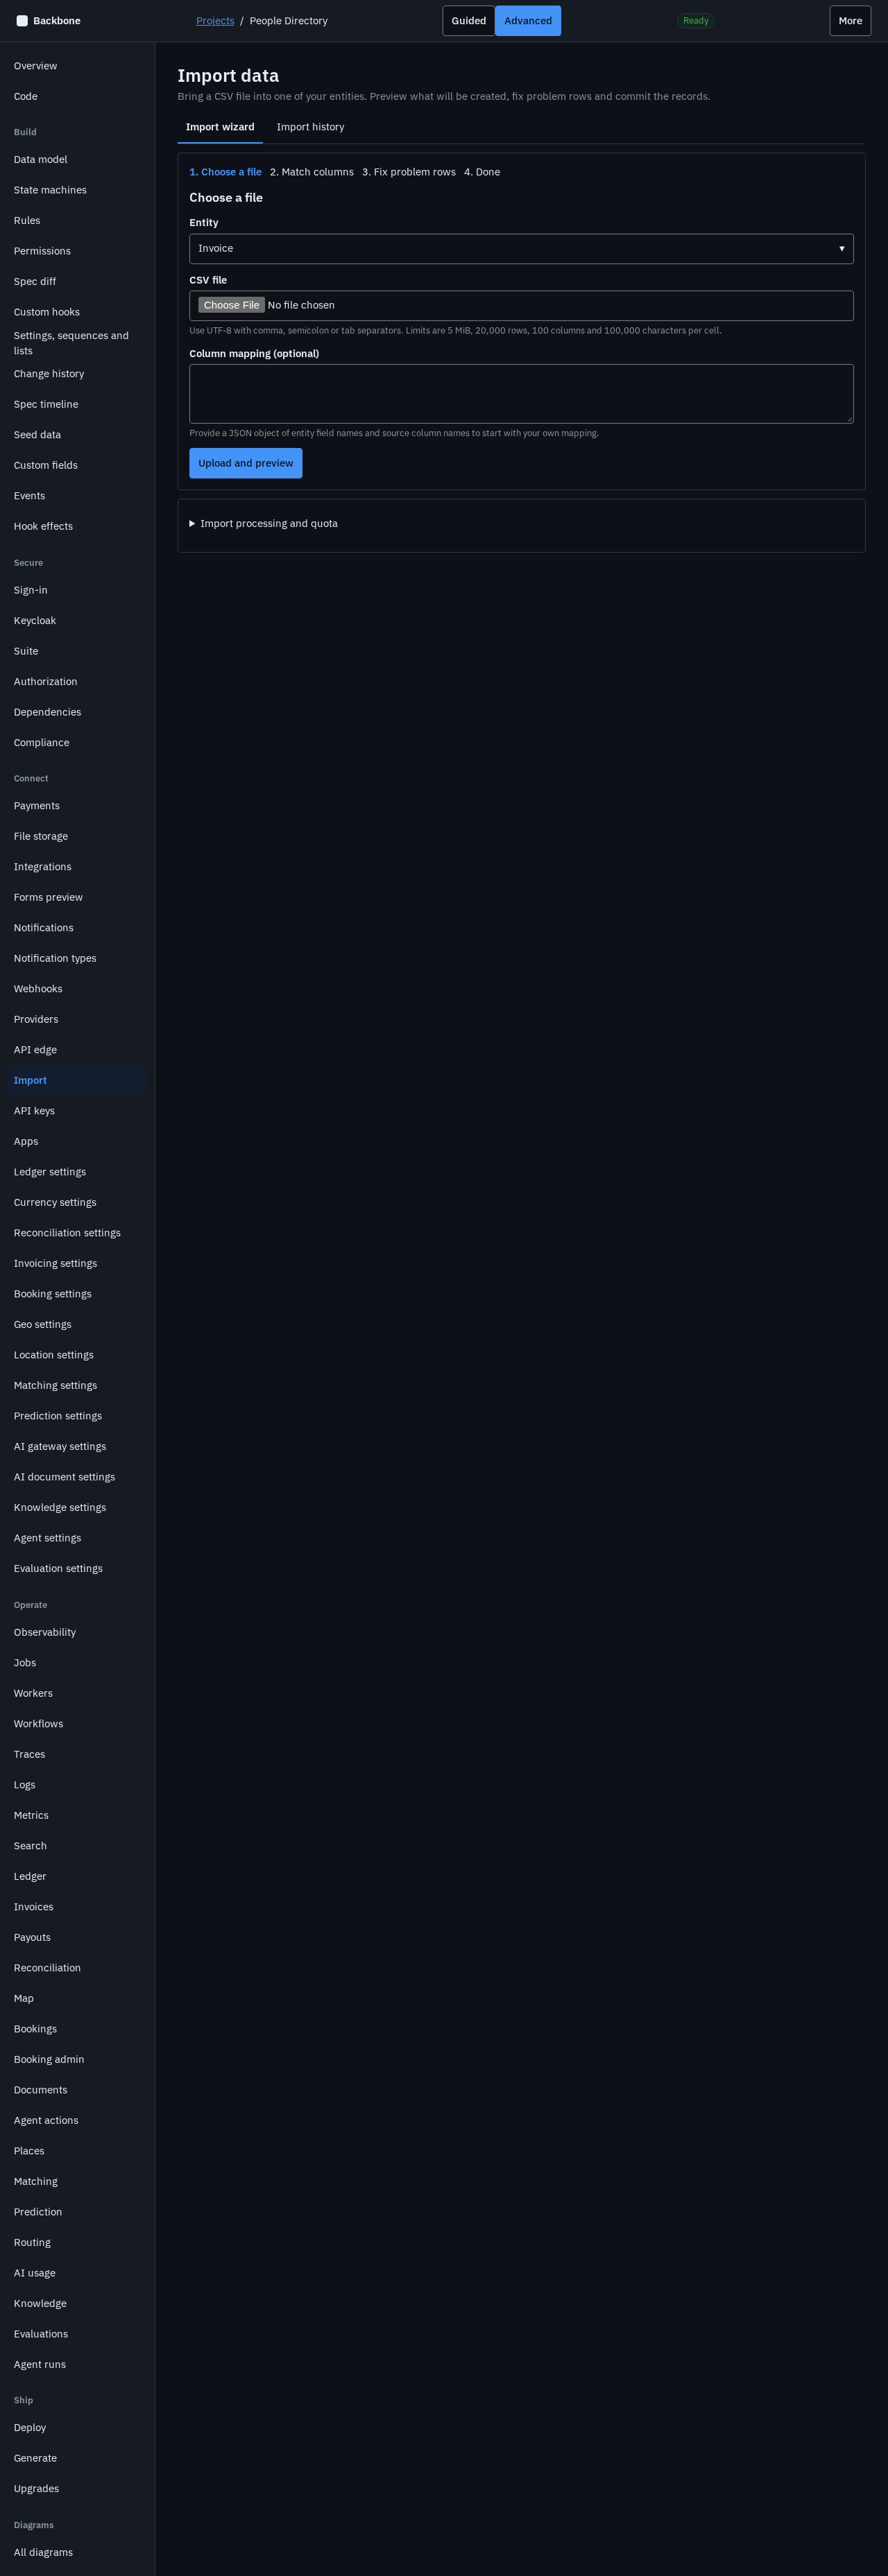 Backbone
Projects / People Directory
Guided
Advanced
Ready
More
Overview
Code
Build
Data model
State machines
Rules
Permissions
Spec diff
Custom hooks
Settings, sequences and
lists
Change history
Spec timeline
Seed data
Custom fields
Events
Hook effects
Secure
Sign-in
Keycloak
Suite
Authorization
Dependencies
Compliance
Connect
Payments
File storage
Integrations
Forms preview
Notifications
Notification types
Webhooks
Providers
API edge
Import
API keys
Apps
Ledger settings
Currency settings
Reconciliation settings
Invoicing settings
Booking settings
Geo settings
Location settings
Matching settings
Prediction settings
AI gateway settings
AI document settings
Knowledge settings
Agent settings
Evaluation settings
Operate
Observability
Jobs
Workers
Workflows
Traces
Logs
Metrics
Search
Ledger
Invoices
Payouts
Reconciliation
Map
Bookings
Booking admin
Documents
Agent actions
Places
Matching
Prediction
Routing
AI usage
Knowledge
Evaluations
Agent runs
Ship
Deploy
Generate
Upgrades
Diagrams
All diagrams
Import data
Bring a CSV file into one of your entities. Preview what will be created, fix problem rows and commit the records.
Import wizard
Import history
1. Choose a file 2. Match columns 3. Fix problem rows 4. Done
Choose a file
Entity
Invoice
CSV file
Choose File No file chosen
Use UTF-8 with comma, semicolon or tab separators. Limits are 5 MiB, 20,000 rows, 100 columns and 100,000 characters per cell.
Column mapping (optional)
Provide a JSON object of entity field names and source column names to start with your own mapping.
Upload and preview
Import processing and quota